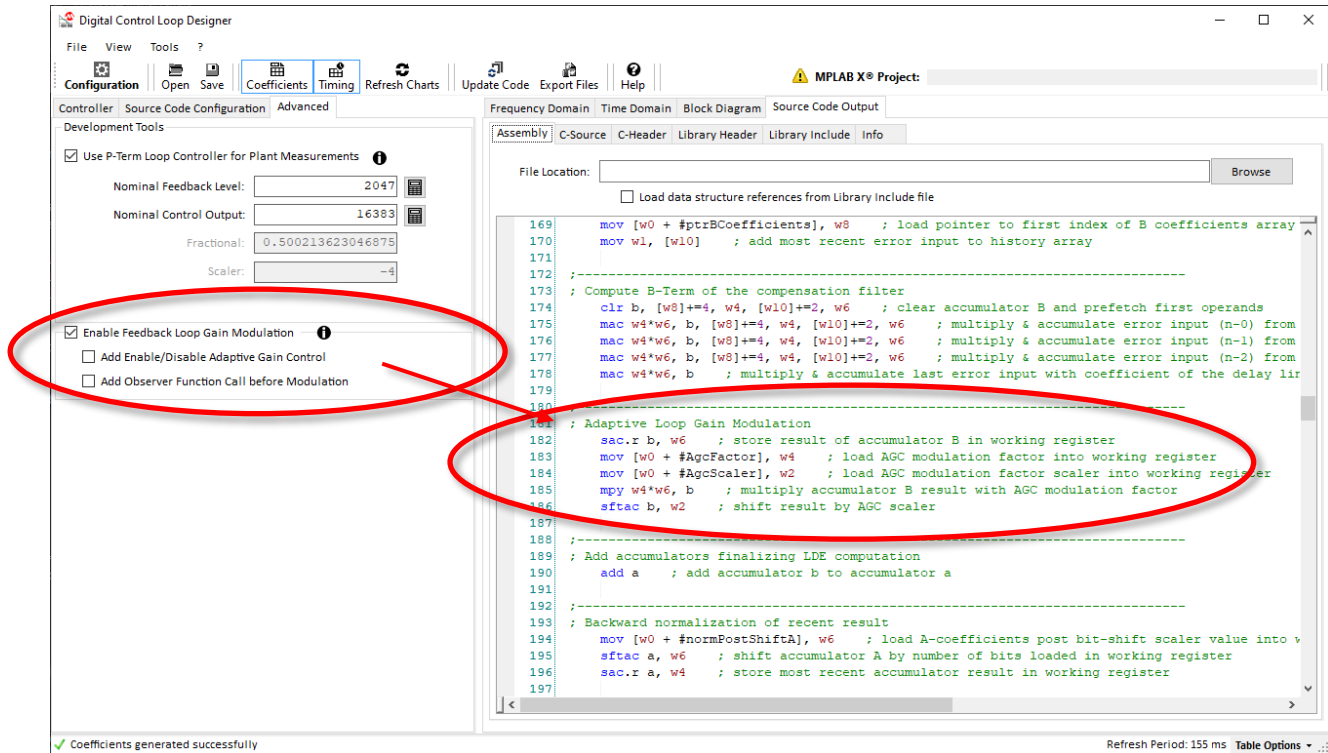 Digital Control Loop Designer
File View Tools ?
Configuration Open Save Coefficients Timing Refresh Charts Update Code Export Files Help MPLAB X® Project:
Controller Source Code Configuration Advanced
Development Tools
Use P-Term Loop Controller for Plant Measurements
Nominal Feedback Level: 2047
Nominal Control Output: 16383
Fractional: 0.500213623046875
Scaler: -4
Enable Feedback Loop Gain Modulation
Add Enable/Disable Adaptive Gain Control
Add Observer Function Call before Modulation
Frequency Domain Time Domain Block Diagram Source Code Output
Assembly C-Source C-Header Library Header Library Include Info
File Location: Browse
Load data structure references from Library Include file
169 mov [w0 + #ptrBCoefficients], w8 ; load pointer to first index of B coefficients array
170 mov w1, [w10] ; add most recent error input to history array
171
172 ;------------------------------------------------------------------------------
173 ; Compute B-Term of the compensation filter
174 clr b, [w8]+=4, w4, [w10]+=2, w6 ; clear accumulator B and prefetch first operands
175 mac w4*w6, b, [w8]+=4, w4, [w10]+=2, w6 ; multiply & accumulate error input (n-0) from
176 mac w4*w6, b, [w8]+=4, w4, [w10]+=2, w6 ; multiply & accumulate error input (n-1) from
177 mac w4*w6, b, [w8]+=4, w4, [w10]+=2, w6 ; multiply & accumulate error input (n-2) from
178 mac w4*w6, b ; multiply & accumulate last error input with coefficient of the delay lin
179
180 ;------------------------------------------------------------------------------
181 ; Adaptive Loop Gain Modulation
182 sac.r b, w6 ; store result of accumulator B in working register
183 mov [w0 + #AgcFactor], w4 ; load AGC modulation factor into working register
184 mov [w0 + #AgcScaler], w2 ; load AGC modulation factor scaler into working register
185 mpy w4*w6, b ; multiply accumulator B result with AGC modulation factor
186 sftac b, w2 ; shift result by AGC scaler
187
188 ;------------------------------------------------------------------------------
189 ; Add accumulators finalizing LDE computation
190 add a ; add accumulator b to accumulator a
191
192 ;------------------------------------------------------------------------------
193 ; Backward normalization of recent result
194 mov [w0 + #normPostShiftA], w6 ; load A-coefficients post bit-shift scaler value into w
195 sftac a, w6 ; shift accumulator A by number of bits loaded in working register
196 sac.r a, w4 ; store most recent accumulator result in working register
197
Coefficients generated successfully
Refresh Period: 155 ms Table Options